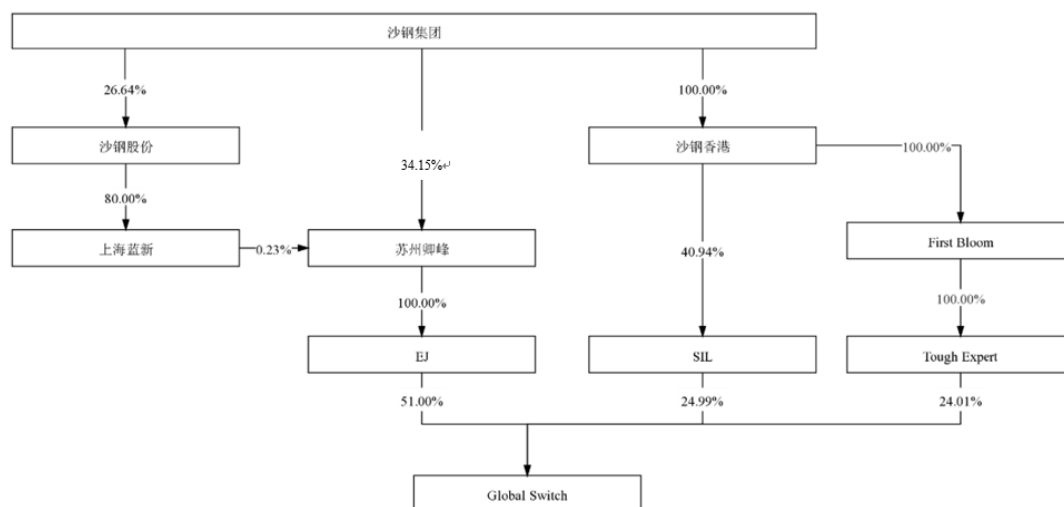 沙钢集团
26.64%
100.00%
沙钢股份
沙钢香港
100.00%
34.15%↵
80.00%
上海蓝新
0.23%
苏州卿峰
40.94%
First Bloom
100.00%
100.00%
EJ
SIL
Tough Expert
51.00%
24.99%
24.01%
Global Switch